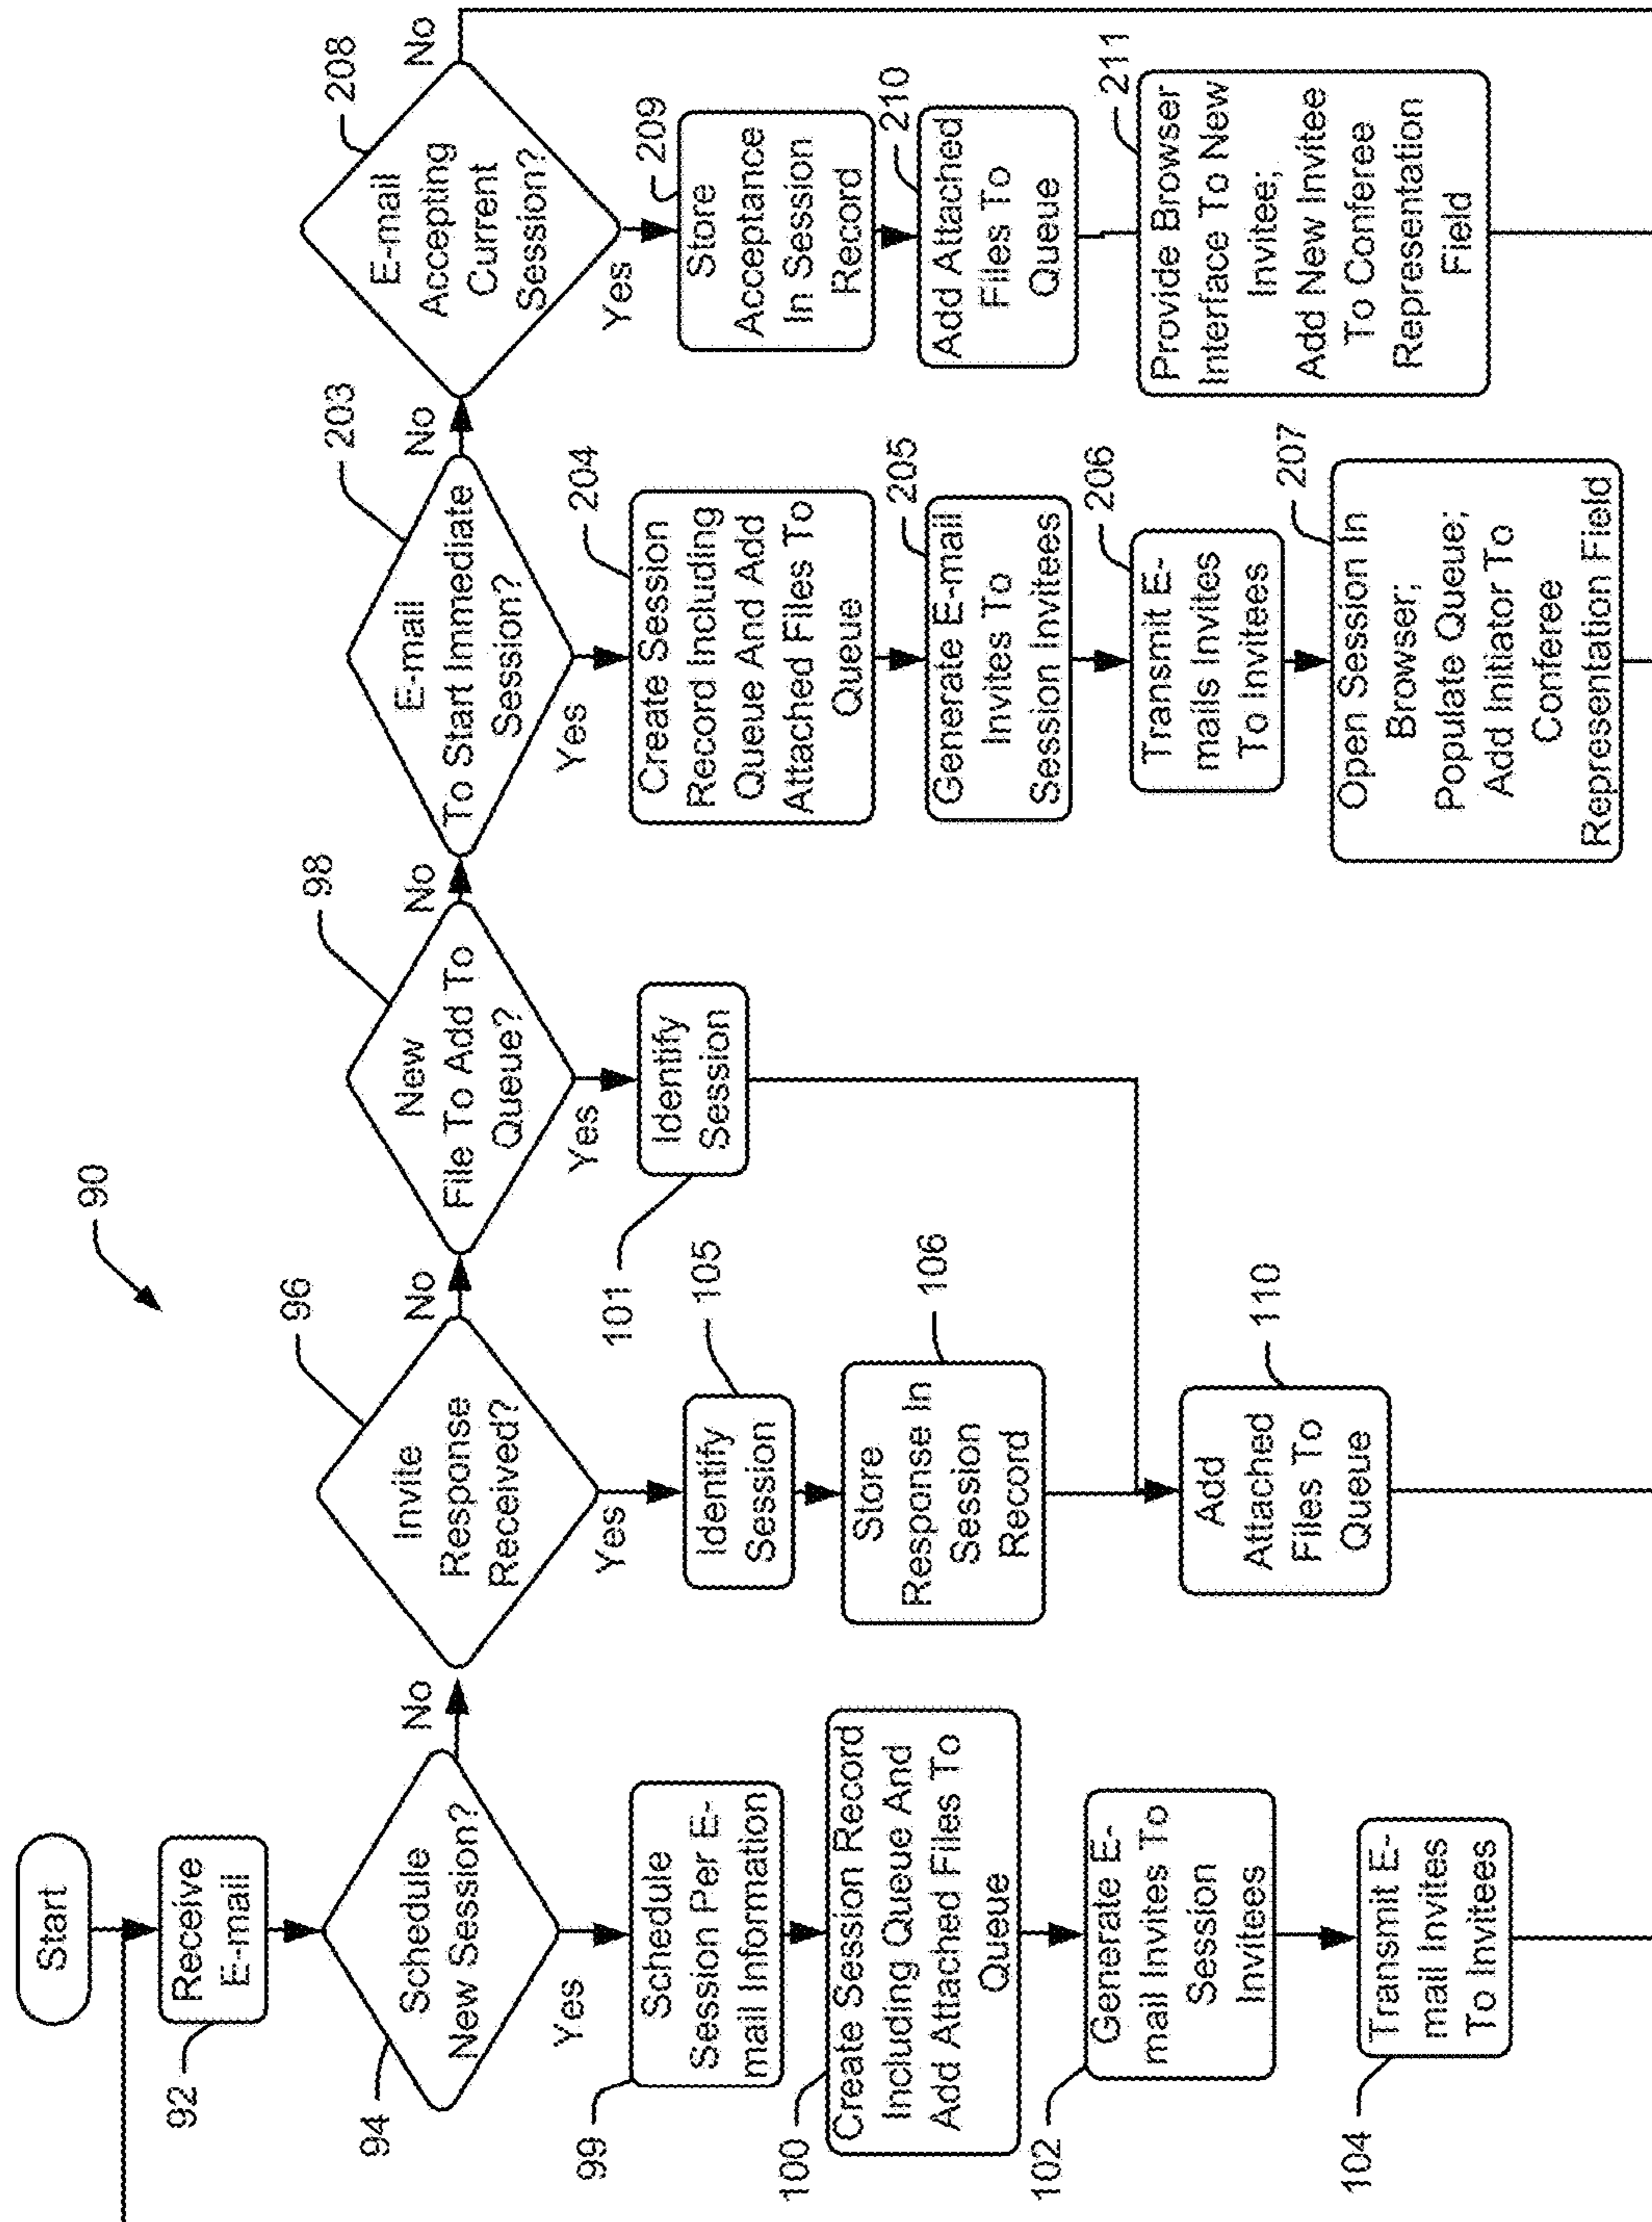 90
Start
Receive
E-mail
92
Schedule
New Session?
94
No
Yes
Schedule
Session Per E-
mail Information
99
Create Session Record
Including Queue And
Add Attached Files To
Queue
100
Generate E-
mail Invites To
Session
Invitees
102
Transmit E-
mail Invites
To Invitees
104
Invite
Response
Received?
96
No
Yes
Identify
Session
105
Store
Response In
Session
Record
106
Add
Attached
Files To
Queue
110
New
File To Add To
Queue?
98
No
Yes
Identify
Session
101
E-mail
To Start Immediate
Session?
203
No
Yes
Create Session
Record Including
Queue And Add
Attached Files To
Queue
204
Generate E-mail
Invites To
Session Invitees
205
Transmit E-
mails Invites
To Invitees
206
Open Session In
Browser;
Populate Queue;
Add Initiator To
Conferee
Representation Field
207
E-mail
Accepting
Current
Session?
208
No
Yes
Store
Acceptance
In Session
Record
209
Add Attached
Files To
Queue
210
Provide Browser
Interface To New
Invitee;
Add New Invitee
To Conferee
Representation
Field
211